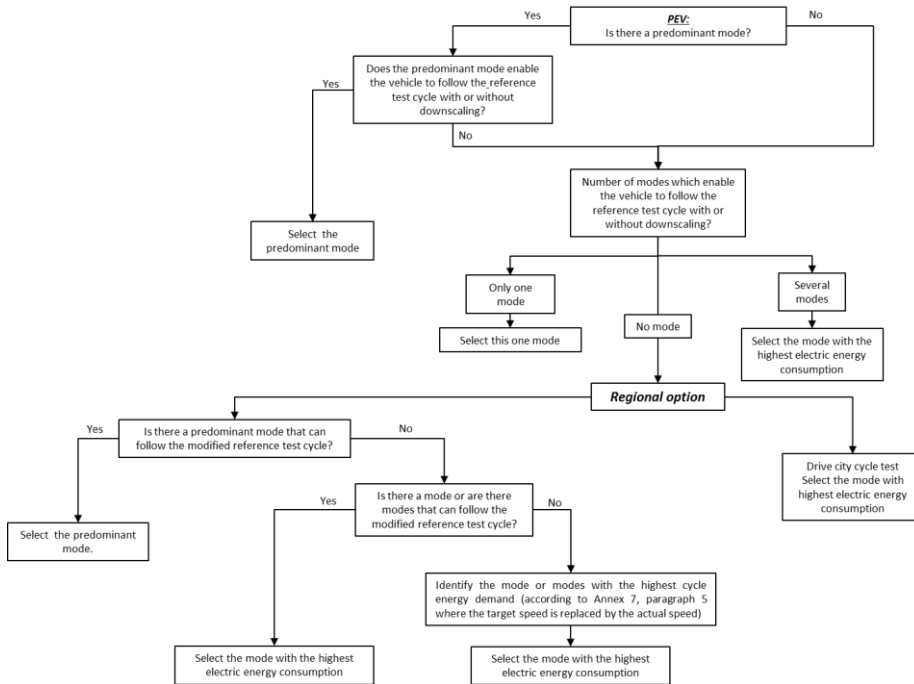 Yes
PEV:
Is there a predominant mode?
No
Yes
Does the predominant mode enable
the vehicle to follow the reference
test cycle with or without
downscaling?
No
Number of modes which enable
the vehicle to follow the
reference test cycle with or
without downscaling?
Select the
predominant mode
Only one
mode
Several
modes
No mode
Select this one mode
Select the mode with the
highest electric energy
consumption
Regional option
Yes
Is there a predominant mode that can
follow the modified reference test cycle?
No
Drive city cycle test
Select the mode with
highest electric energy
consumption
Yes
Is there a mode or are there
modes that can follow the
modified reference test cycle?
No
Select the predominant
mode.
Identify the mode or modes with the highest cycle
energy demand (according to Annex 7, paragraph 5
where the target speed is replaced by the actual speed)
Select the mode with the highest
electric energy consumption
Select the mode with the highest
electric energy consumption